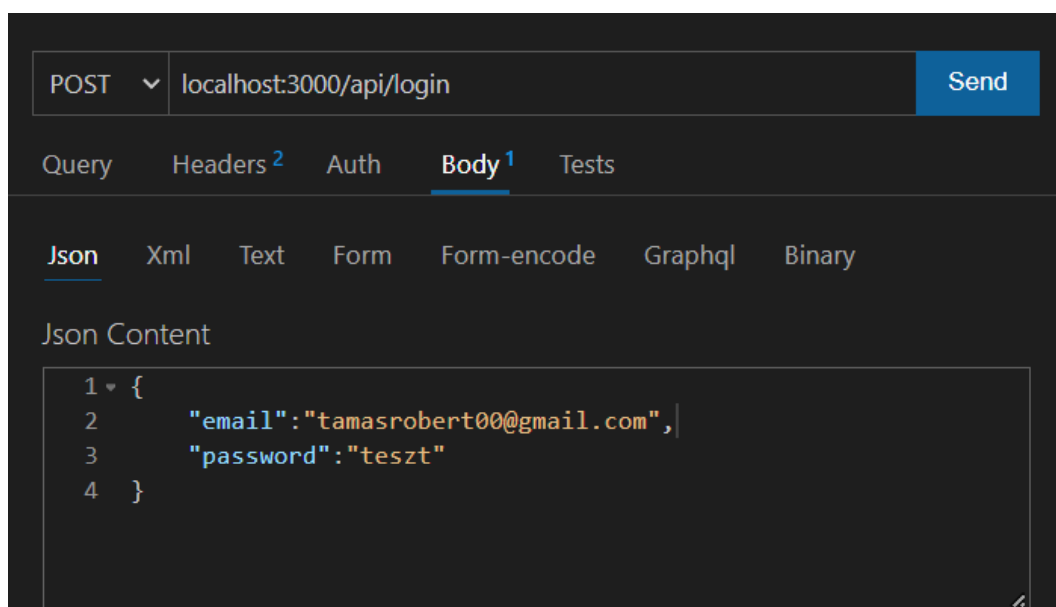 POST localhost:3000/api/login Send
Query Headers 2 Auth Body 1 Tests
Json Xml Text Form Form-encode Graphql Binary
Json Content
1 {
2 "email":"tamasrobert00@gmail.com",
3 "password":"teszt"
4 }